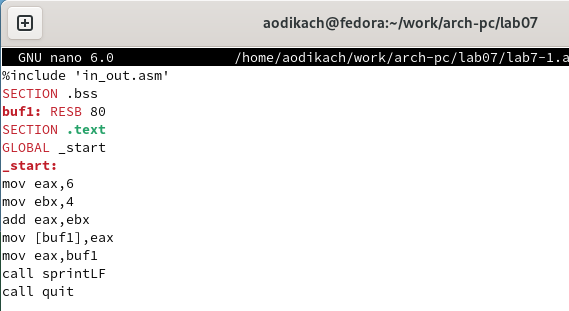 aodikach@fedora:~/work/arch-pc/lab07
GNU nano 6.0 /home/aodikach/work/arch-pc/lab07/lab7-1.a
%include 'in_out.asm'
SECTION .bss
buf1: RESB 80
SECTION .text
GLOBAL _start
_start:
mov eax,6
mov ebx,4
add eax,ebx
mov [buf1],eax
mov eax,buf1
call sprintLF
call quit